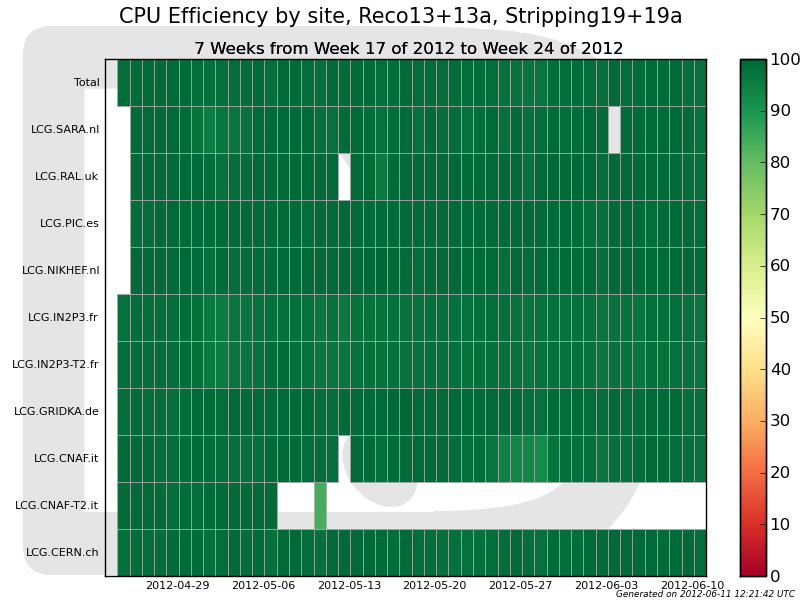 CPU Efficiency by site, Reco13+13a, Stripping19+19a
7 Weeks from Week 17 of 2012 to Week 24 of 2012
Total
LCG.SARA.nl
LCG.RAL.uk
LCG.PIC.es
LCG.NIKHEF.nl
LCG.IN2P3.fr
LCG.IN2P3-T2.fr
LCG.GRIDKA.de
LCG.CNAF.it
LCG.CNAF-T2.it
LCG.CERN.ch
100
90
80
70
60
50
40
30
20
10
0
2012-04-29 2012-05-06 2012-05-13 2012-05-20 2012-05-27 2012-06-03 2012-06-10
Generated on 2012-06-11 12:21:42 UTC